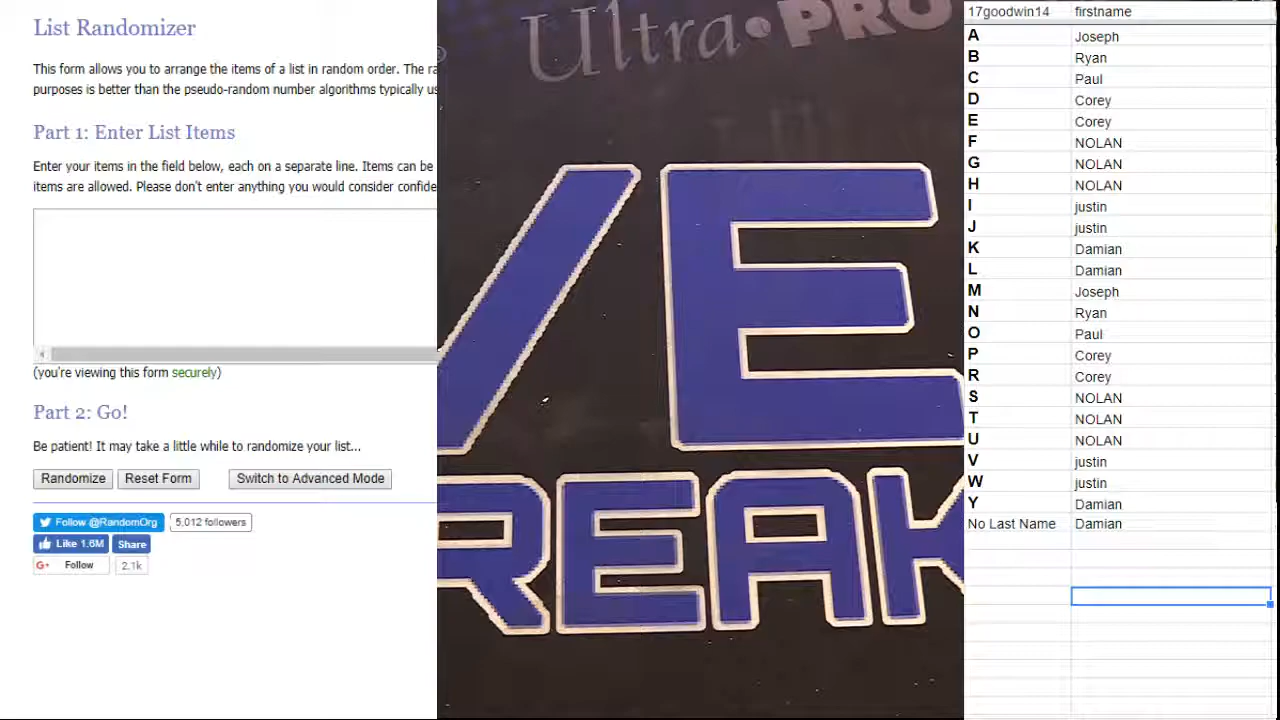 List Randomizer
This form allows you to arrange the items of a list in random order. The ra
purposes is better than the pseudo-random number algorithms typically us
Part 1: Enter List Items
Enter your items in the field below, each on a separate line. Items can be
items are allowed. Please don't enter anything you would consider confide
(you're viewing this form securely)
Part 2: Go!
Be patient! It may take a little while to randomize your list...
Randomize Reset Form Switch to Advanced Mode
Follow @RandomOrg 5,012 followers
Like 1.6M Share
G+ Follow 2.1k
Ultra•PRO
VE
REAK
17goodwin14 firstname
A Joseph
B Ryan
C Paul
D Corey
E Corey
F NOLAN
G NOLAN
H NOLAN
I justin
J justin
K Damian
L Damian
M Joseph
N Ryan
O Paul
P Corey
R Corey
S NOLAN
T NOLAN
U NOLAN
V justin
W justin
Y Damian
No Last Name Damian